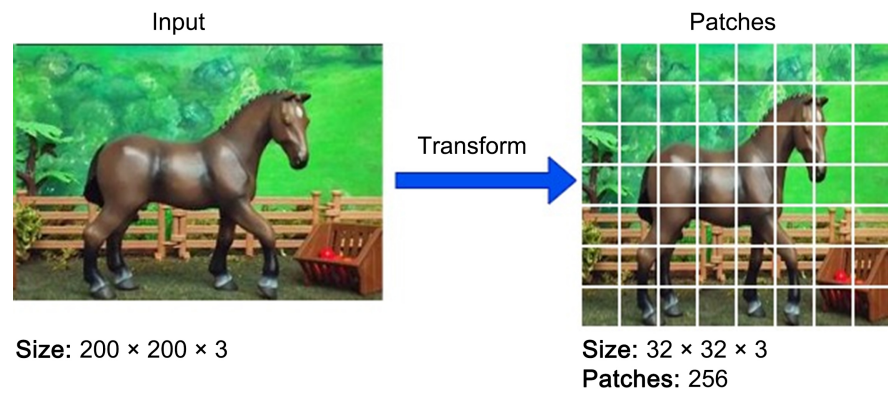 Input
Patches
Transform
Size: 200 × 200 × 3
Size: 32 × 32 × 3
Patches: 256